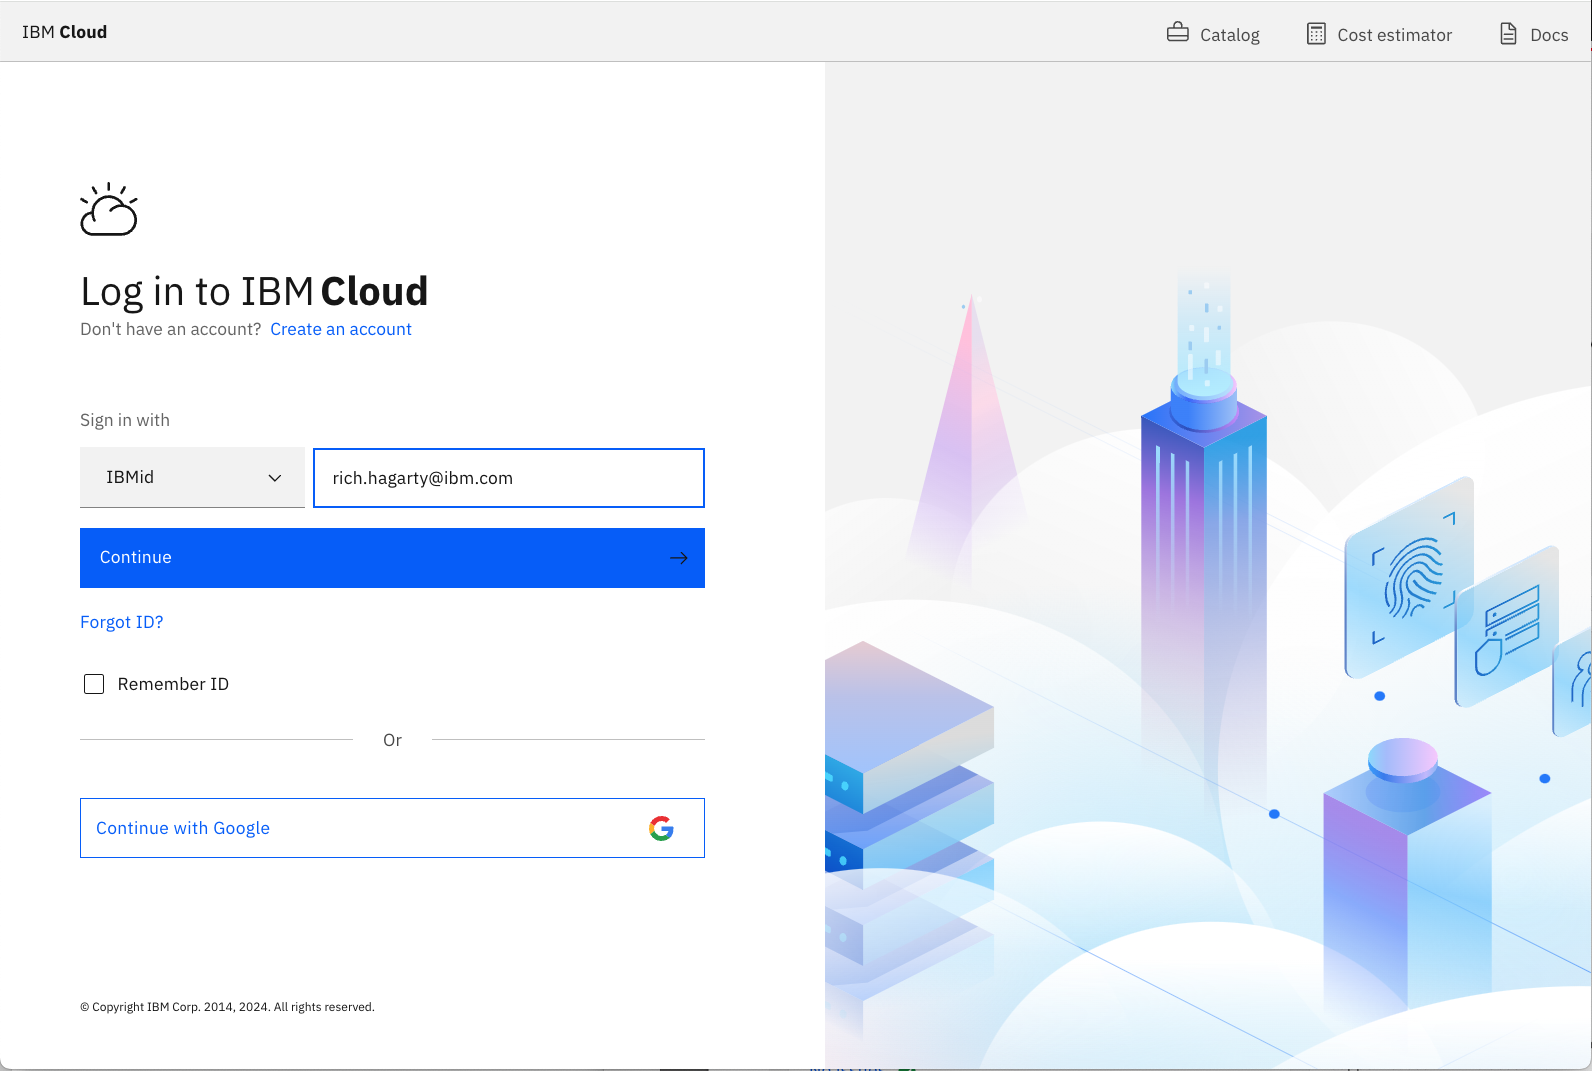 IBM Cloud
Catalog
Cost estimator
Docs
Log in to IBM Cloud
Don't have an account? Create an account
Sign in with
IBMid
rich.hagarty@ibm.com
Continue
Forgot ID?
Remember ID
Or
Continue with Google
© Copyright IBM Corp. 2014, 2024. All rights reserved.